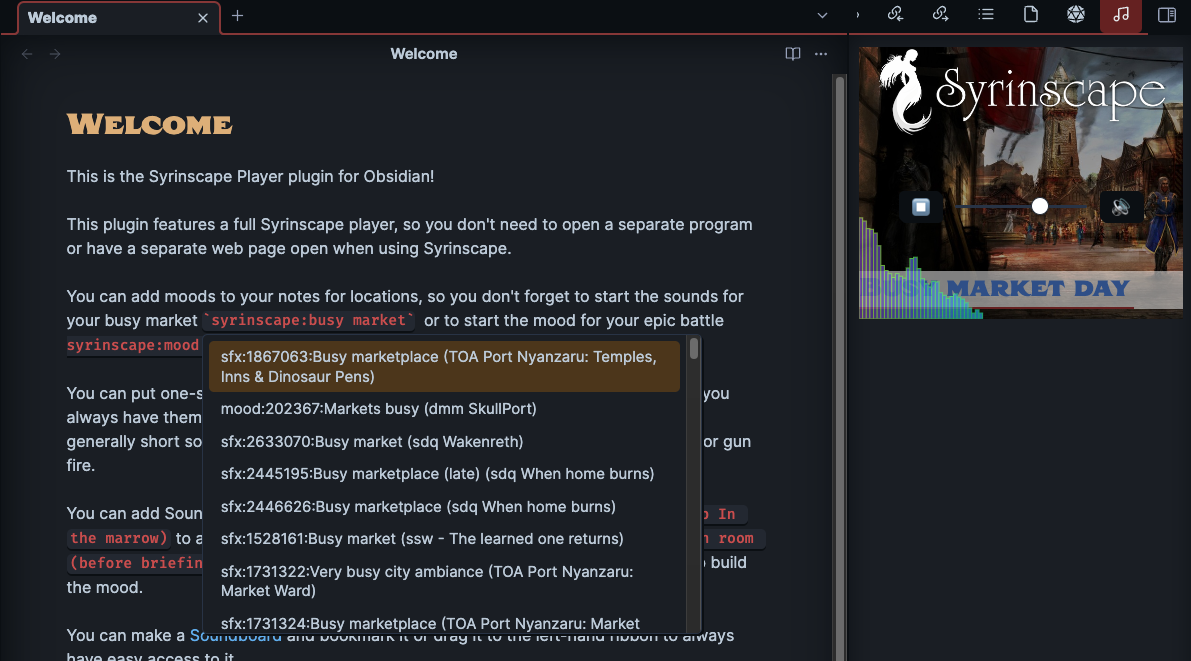 Welcome
Welcome
Syrinscape
Welcome
This is the Syrinscape Player plugin for Obsidian!
This plugin features a full Syrinscape player, so you don't need to open a separate program
or have a separate web page open when using Syrinscape.
You can add moods to your notes for locations, so you don't forget to start the sounds for
your busy market `syrinscape:busy market` or to start the mood for your epic battle
syrinscape:mood
sfx:1867063:Busy marketplace (TOA Port Nyanzaru: Temples,
Inns & Dinosaur Pens)
mood:202367:Markets busy (dmm SkullPort)
sfx:2633070:Busy market (sdq Wakenreth)
sfx:2445195:Busy marketplace (late) (sdq When home burns)
sfx:2446626:Busy marketplace (sdq When home burns)
sfx:1528161:Busy market (ssw - The learned one returns)
sfx:1731322:Very busy city ambiance (TOA Port Nyanzaru:
Market Ward)
sfx:1731324:Busy marketplace (TOA Port Nyanzaru: Market
You can put one-s you
always have them
generally short so or gun
fire.
You can add Soun In
the marrow) to a room
(before briefin build
the mood.
You can make a Soundboard and bookmark it or drag it to the left-hand ribbon to always
have easy access to it
BUSY MARKET DAY